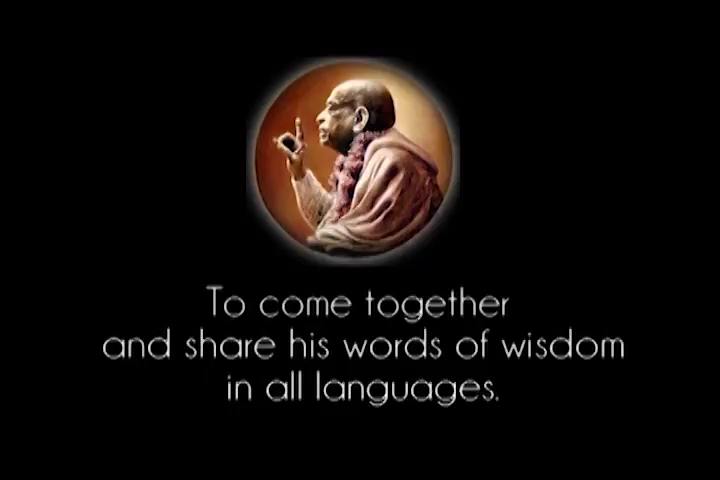 To come together
and share his words of wisdom
in all languages.